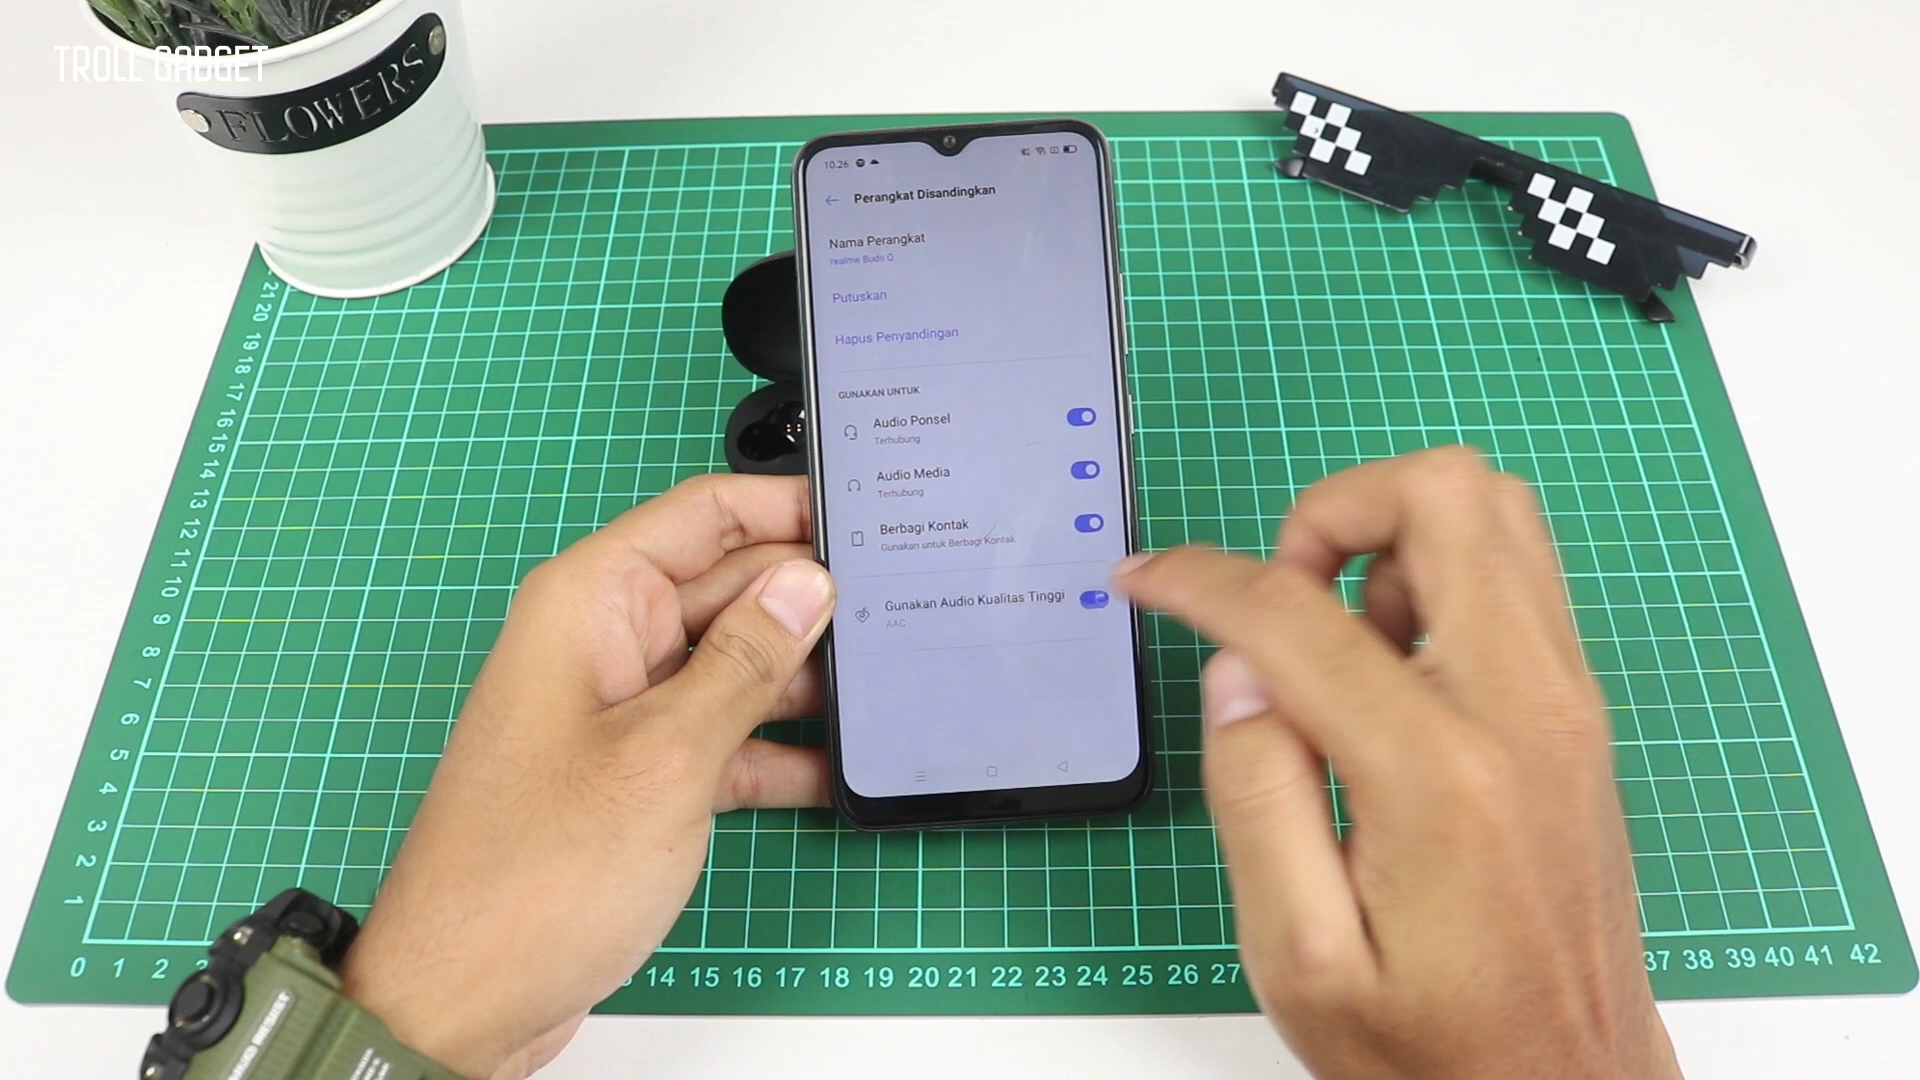 TROLL GADGET
FLOWERS
10.26
Perangkat Disandingkan
Nama Perangkat
realme Buds Q
Putuskan
Hapus Penyandingan
GUNAKAN UNTUK
Audio Ponsel
Terhubung
Audio Media
Terhubung
Berbagi Kontak
Gunakan untuk Berbagi Kontak
Gunakan Audio Kualitas Tinggi
AAC
21
20
19
18
17
16
15
14
13
12
11
10
9
8
7
6
5
4
3
2
1
0 1 2 14 15 16 17 18 19 20 21 22 23 24 25 26 27 37 38 39 40 41 42